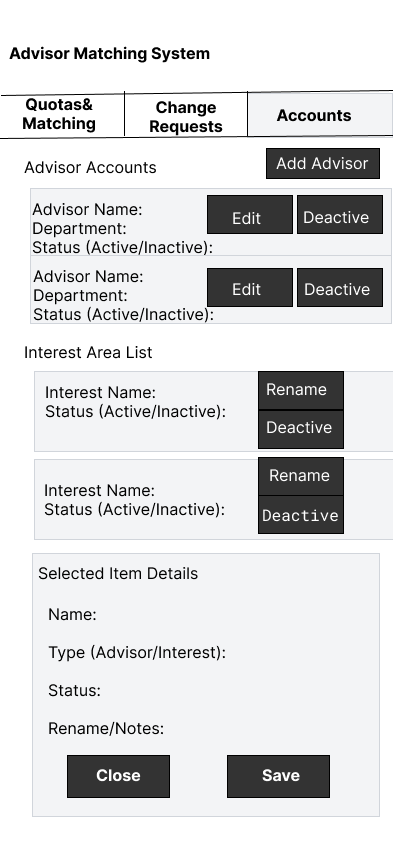 Advisor Matching System
Quotas&
Matching
Change
Requests
Accounts
Advisor Accounts
Add Advisor
Advisor Name:
Department:
Status (Active/Inactive):
Edit
Deactive
Advisor Name:
Department:
Status (Active/Inactive):
Edit
Deactive
Interest Area List
Interest Name:
Status (Active/Inactive):
Rename
Deactive
Interest Name:
Status (Active/Inactive):
Rename
Deactive
Selected Item Details
Name:
Type (Advisor/Interest):
Status:
Rename/Notes:
Close
Save